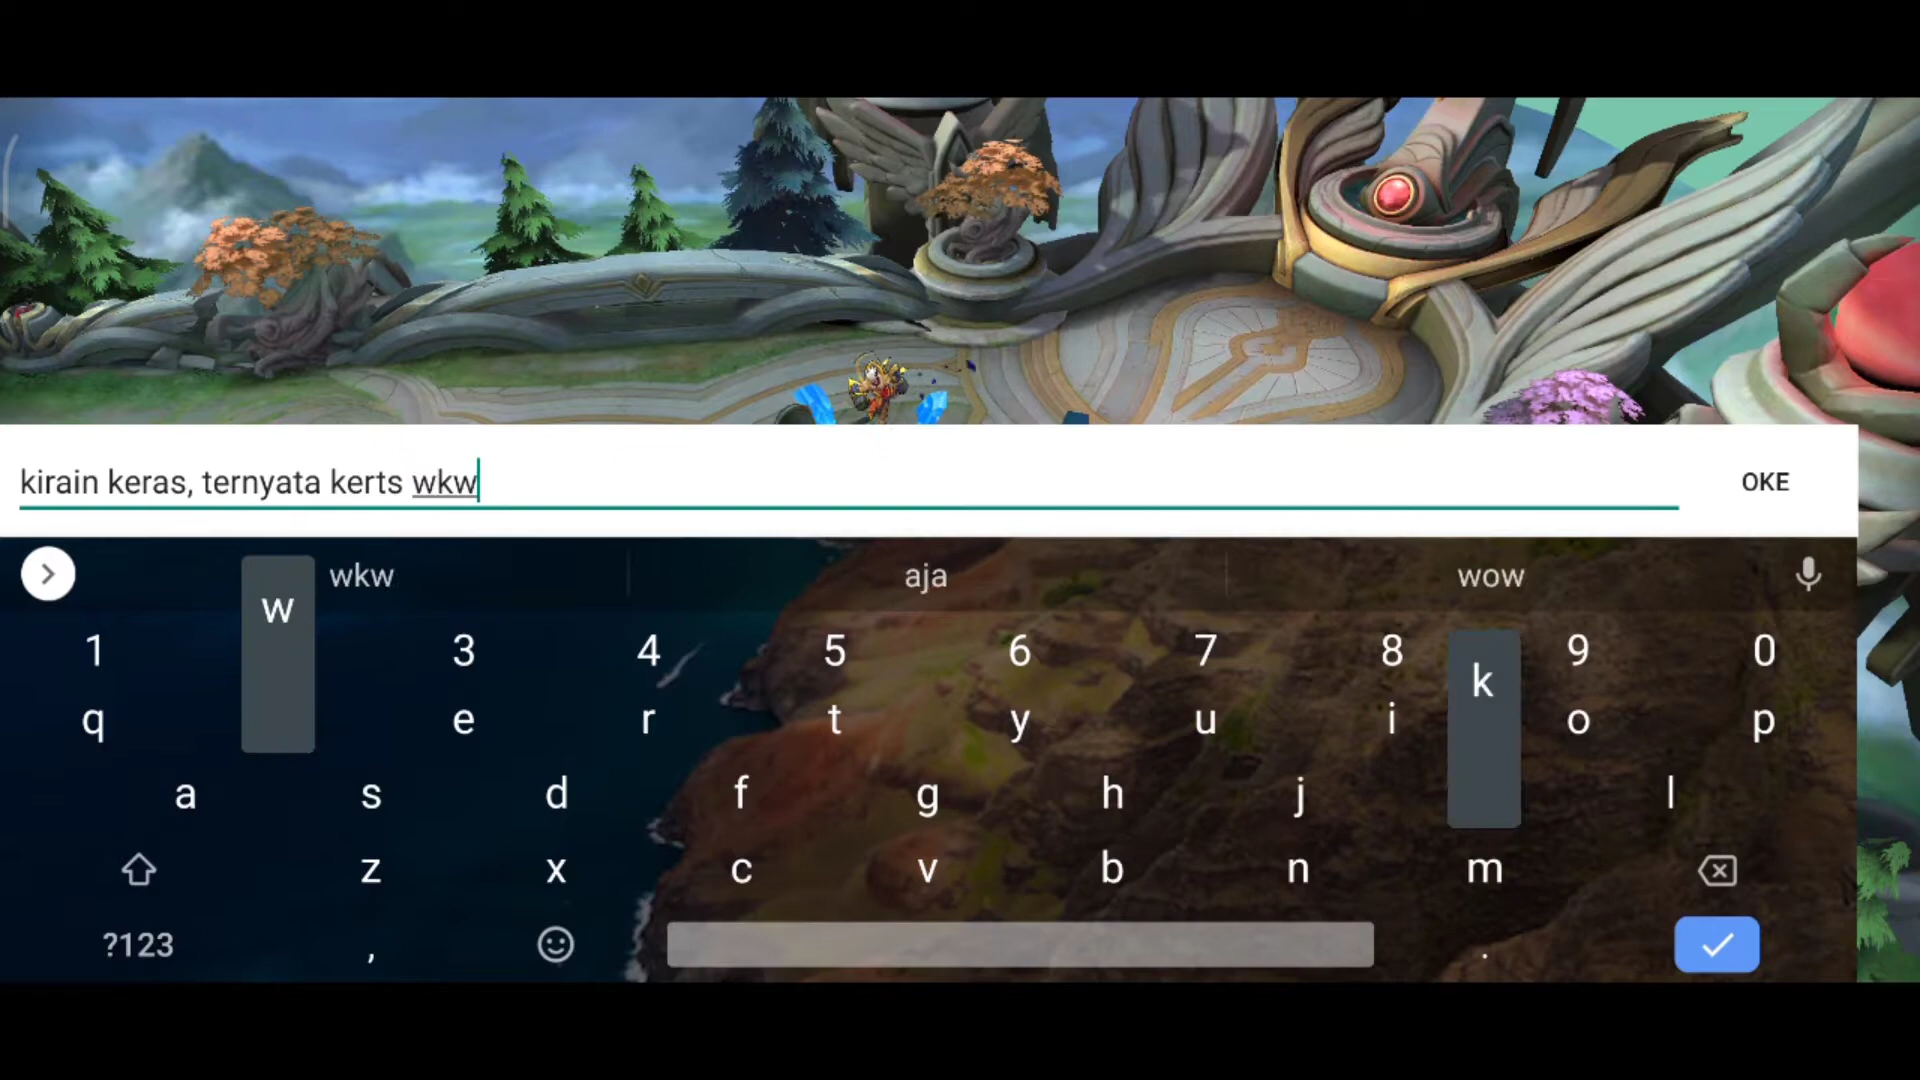 kirain keras, ternyata kerts wkw
OKE
wkw aja wow
1 3 4 5 6 7 8 9 0
q w e r t y u i o p
a s d f g h j k l
z x c v b n m
?123 , .